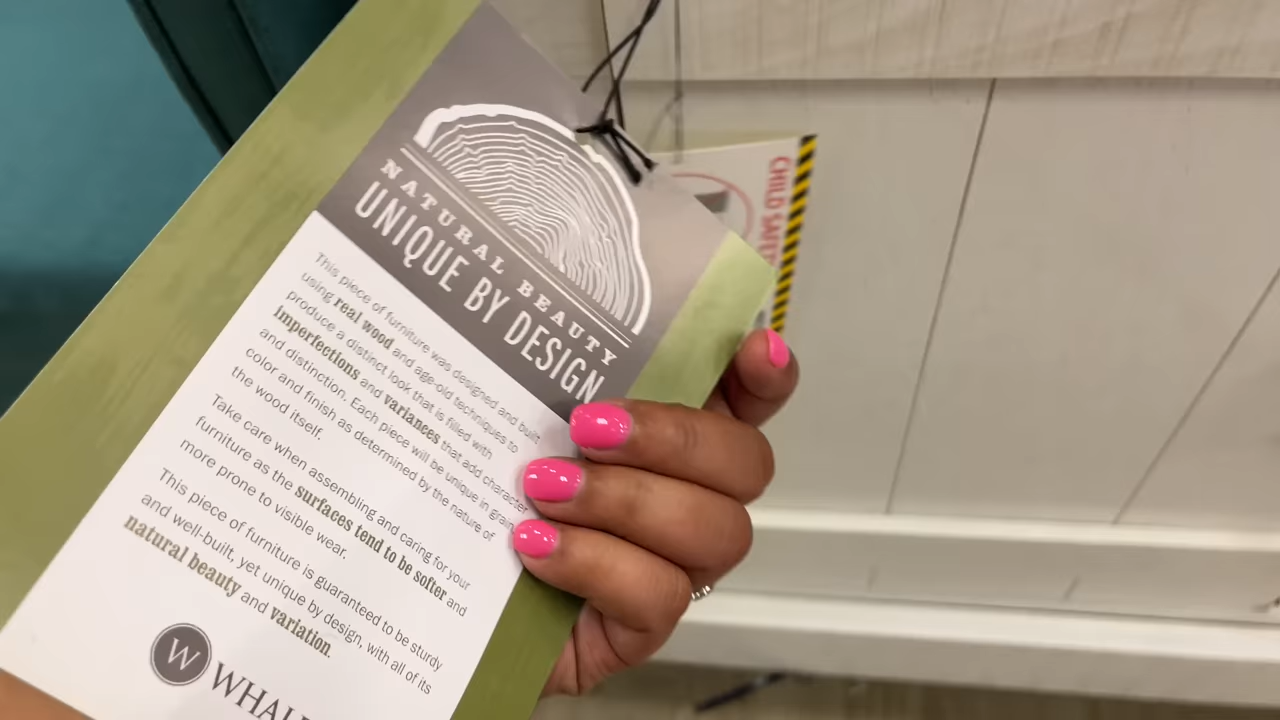 NATURAL BEAUTY
UNIQUE BY DESIGN
This piece of furniture was designed and built
using real wood and age-old techniques to
produce a distinct look that is filled with
imperfections and variances that add character
and distinction. Each piece will be unique in grain
color and finish as determined by the nature of
the wood itself.
Take care when assembling and caring for your
furniture as the surfaces tend to be softer and
more prone to visible wear.
This piece of furniture is guaranteed to be sturdy
and well-built, yet unique by design, with all of its
natural beauty and variation.
W
CHILD SAFETY